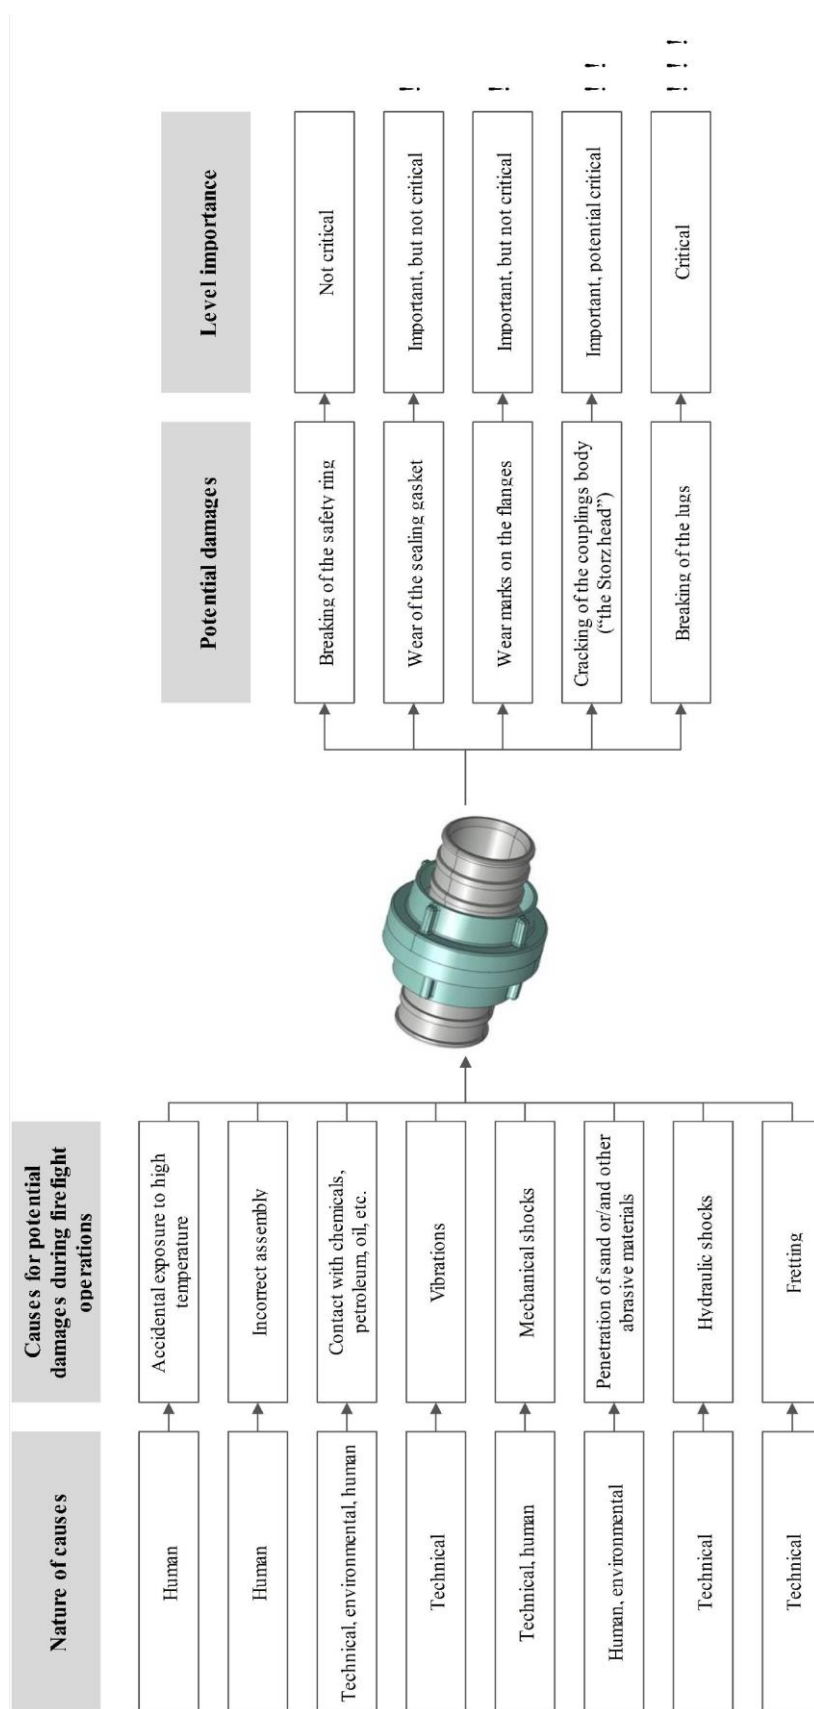 Nature of causes
Causes for potential
damages during firefight
operations
Potential damages
Level importance
Human
Accidental exposure to high
temperature
Human
Incorrect assembly
Technical, environmental, human
Contact with chemicals,
petroleum, oil, etc.
Technical
Vibrations
Technical, human
Mechanical shocks
Human, environmental
Penetration of sand or/and other
abrasive materials
Technical
Hydraulic shocks
Technical
Fretting
Breaking of the safety ring
Not critical
Wear of the sealing gasket
Important, but not critical
!
Wear marks on the flanges
Important, but not critical
!
Cracking of the couplings body
(“the Storz head”)
Important, potential critical
! !
Breaking of the lugs
Critical
! ! !